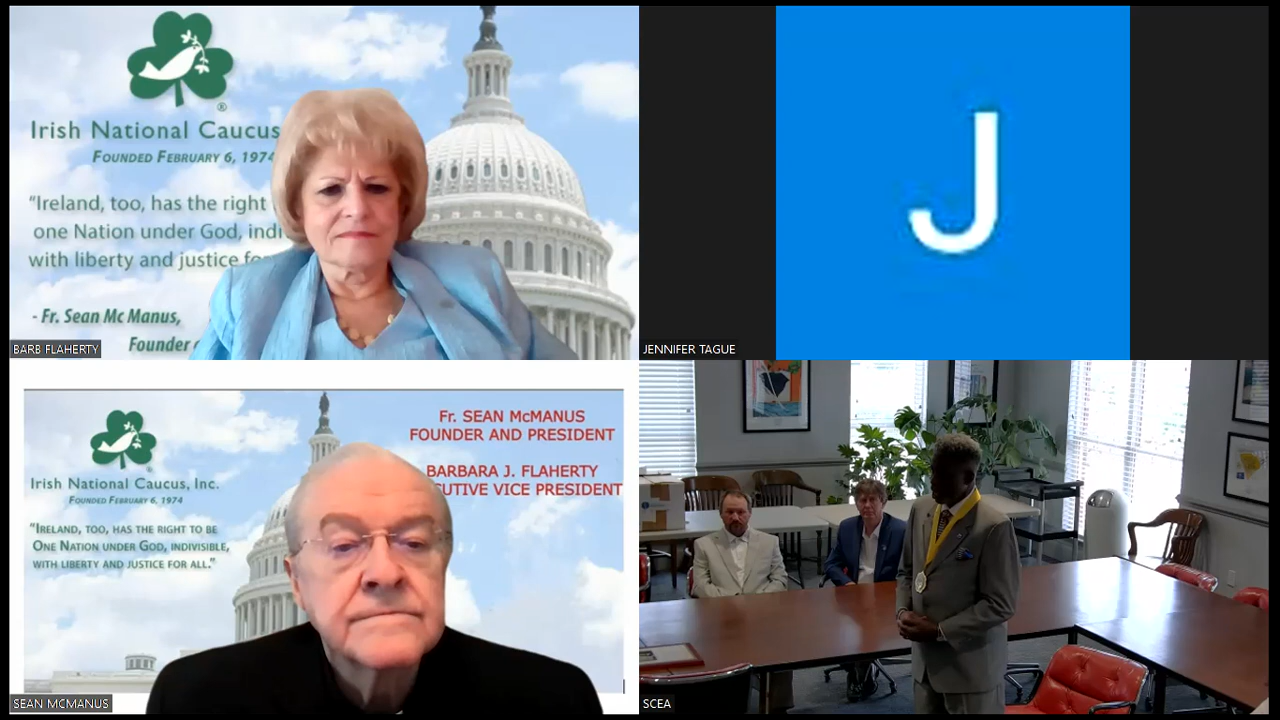 ®
Irish National Caucus
FOUNDED FEBRUARY 6, 1974
“Ireland, too, has the right
one Nation under God, indi
with liberty and justice fo
- Fr. Sean Mc Manus,
Founder
BARB FLAHERTY
J
JENNIFER TAGUE
Fr. SEAN McMANUS
FOUNDER AND PRESIDENT
BARBARA J. FLAHERTY
CUTIVE VICE PRESIDENT
®
Irish National Caucus, Inc.
FOUNDED FEBRUARY 6, 1974
“IRELAND, TOO, HAS THE RIGHT TO BE
ONE NATION UNDER GOD, INDIVISIBLE,
WITH LIBERTY AND JUSTICE FOR ALL.”
SEAN MCMANUS
SCEA